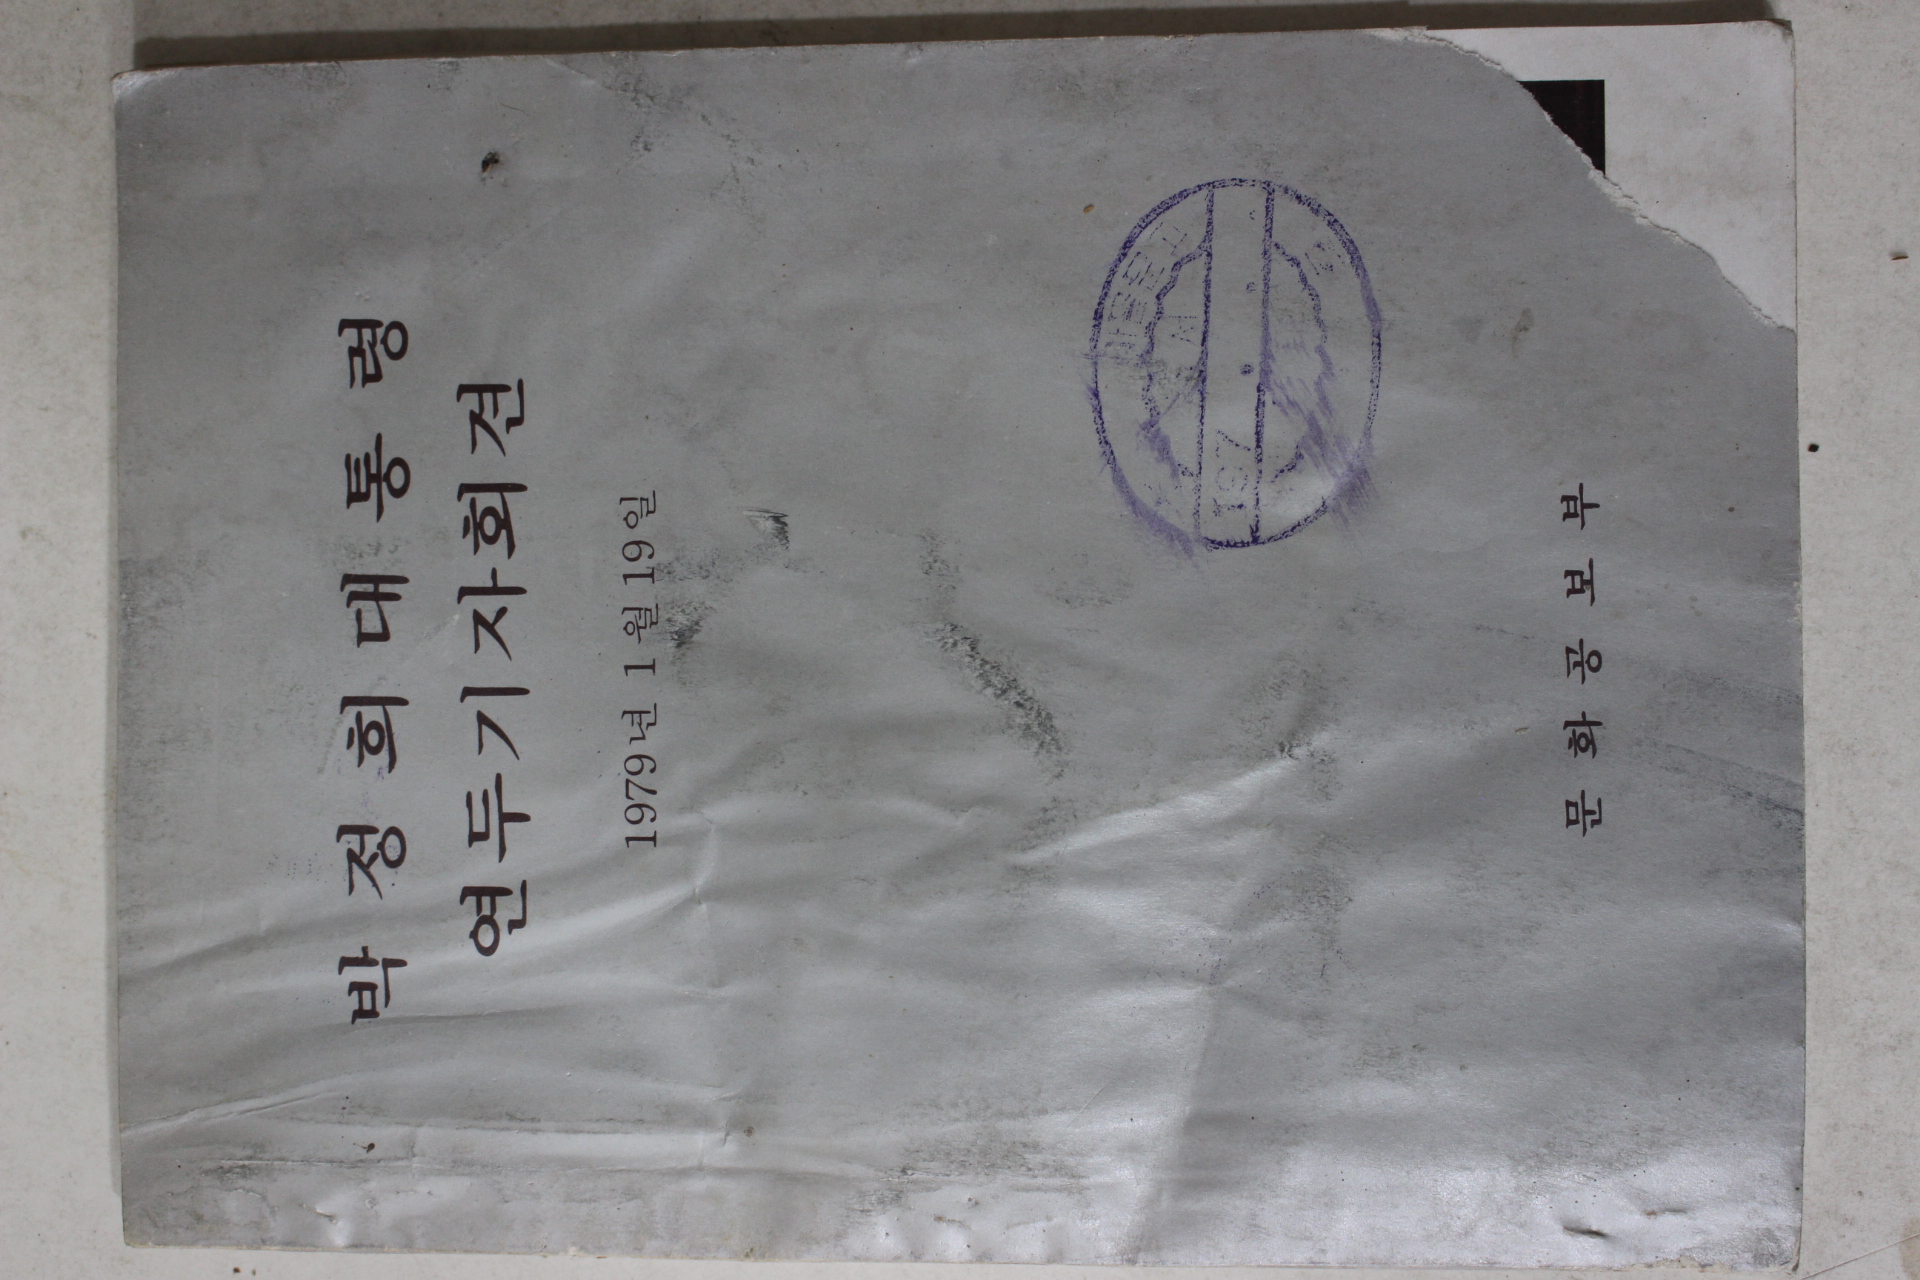 박정희대통령
연두기자회견
1979년 1월 19일
197
문화공보부